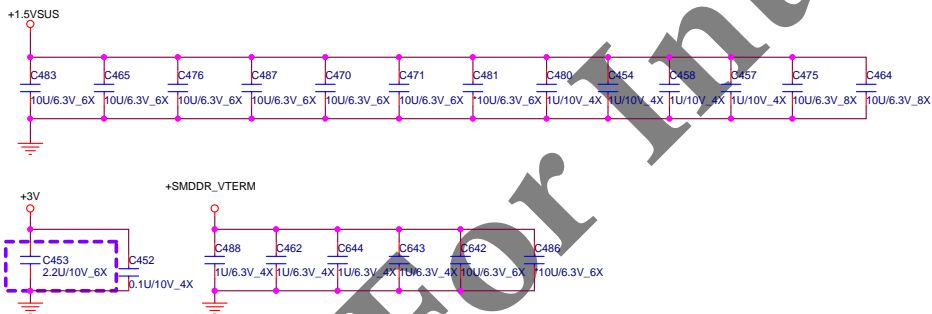 +1.5VSUS
C483 C465 C476 C487 C470 C471 C481 C480 C454 C458 C457 C475 C464
10U/6.3V_6X 10U/6.3V_6X 10U/6.3V_6X 10U/6.3V_6X 10U/6.3V_6X 10U/6.3V_6X *10U/6.3V_6X 1U/10V_4X 1U/10V_4X 1U/10V_4X 1U/10V_4X 10U/6.3V_8X 10U/6.3V_8X
+3V
+SMDDR_VTERM
C453 C452
2.2U/10V_6X 0.1U/10V_4X
C488 C462 C644 C643 C642 C486
1U/6.3V_4X 1U/6.3V_4X 1U/6.3V_4X 1U/6.3V_4X 10U/6.3V_6X *10U/6.3V_6X
For In